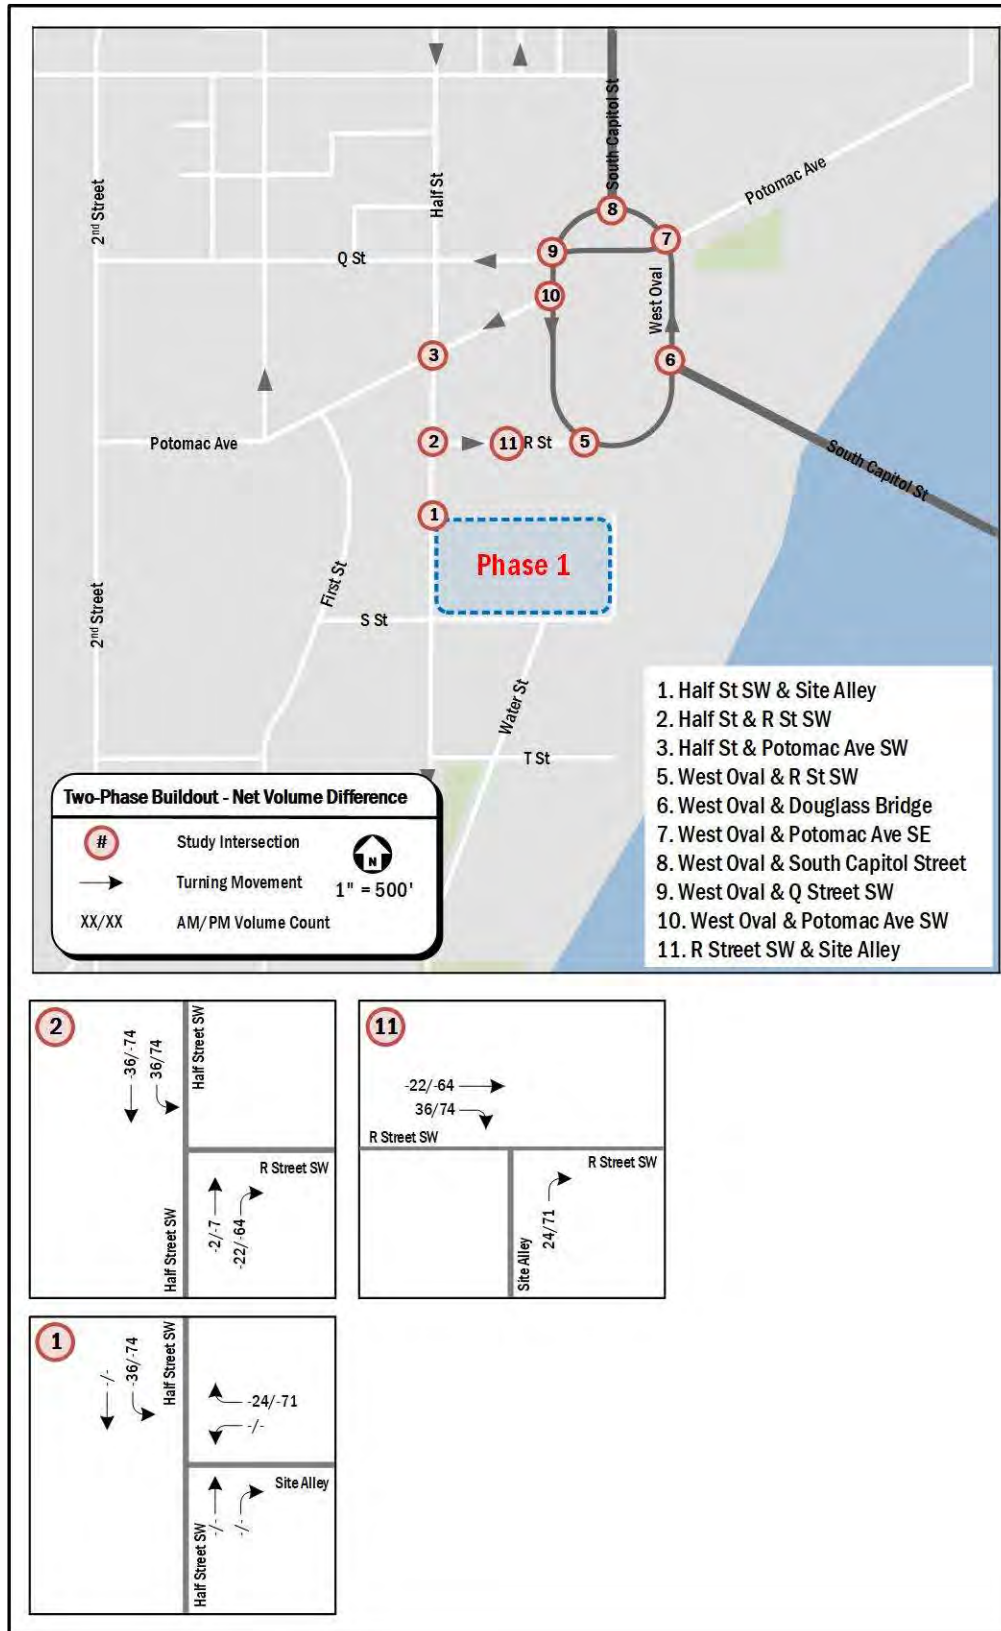 South Capitol St
8
Potomac Ave
2nd Street
Half St
7
9
Q St
West Oval
10
3
6
Potomac Ave
2
11
R St
5
South Capitol St
1
Phase 1
First St
2nd Street
S St
Water St
T St
1. Half St SW & Site Alley
2. Half St & R St SW
3. Half St & Potomac Ave SW
5. West Oval & R St SW
6. West Oval & Douglass Bridge
7. West Oval & Potomac Ave SE
8. West Oval & South Capitol Street
9. West Oval & Q Street SW
10. West Oval & Potomac Ave SW
11. R Street SW & Site Alley
Two-Phase Buildout - Net Volume Difference
# Study Intersection
N
Turning Movement
1" = 500'
XX/XX AM/PM Volume Count
2
-36/-74
36/74
Half Street SW
R Street SW
Half Street SW
-2/-7
-22/-64
11
-22/-64
36/74
R Street SW
R Street SW
24/71
Site Alley
1
-/-
-36/-74
Half Street SW
-24/-71
-/-
Site Alley
Half Street SW
-/-
-/-